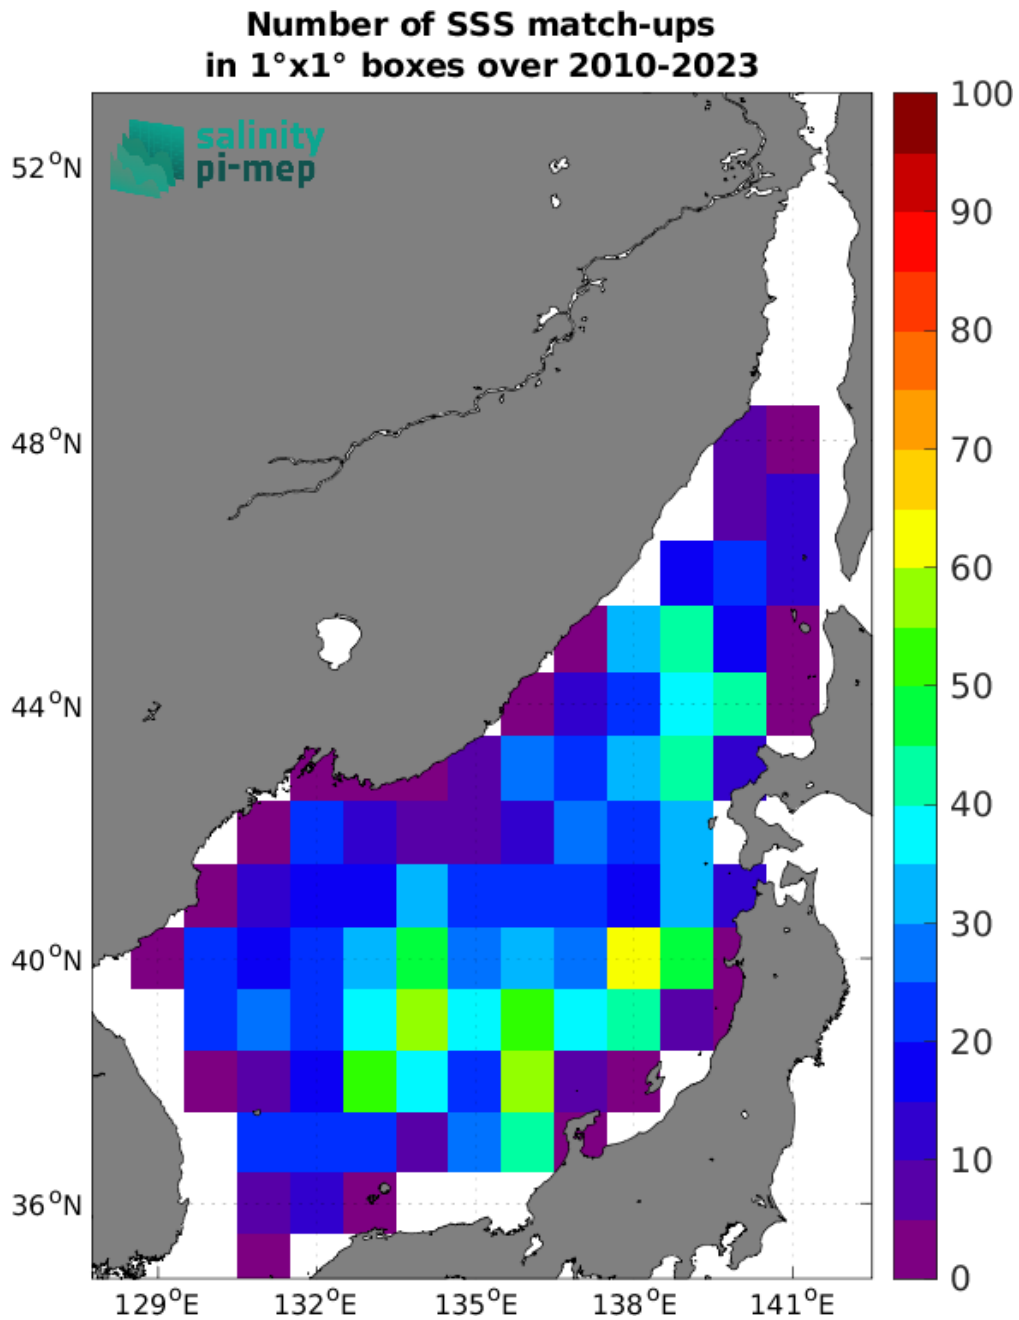 Number of SSS match-ups
in 1°x1° boxes over 2010-2023
salinity
pi-mep
52°N
48°N
44°N
40°N
36°N
129°E
132°E
135°E
138°E
141°E
100
90
80
70
60
50
40
30
20
10
0